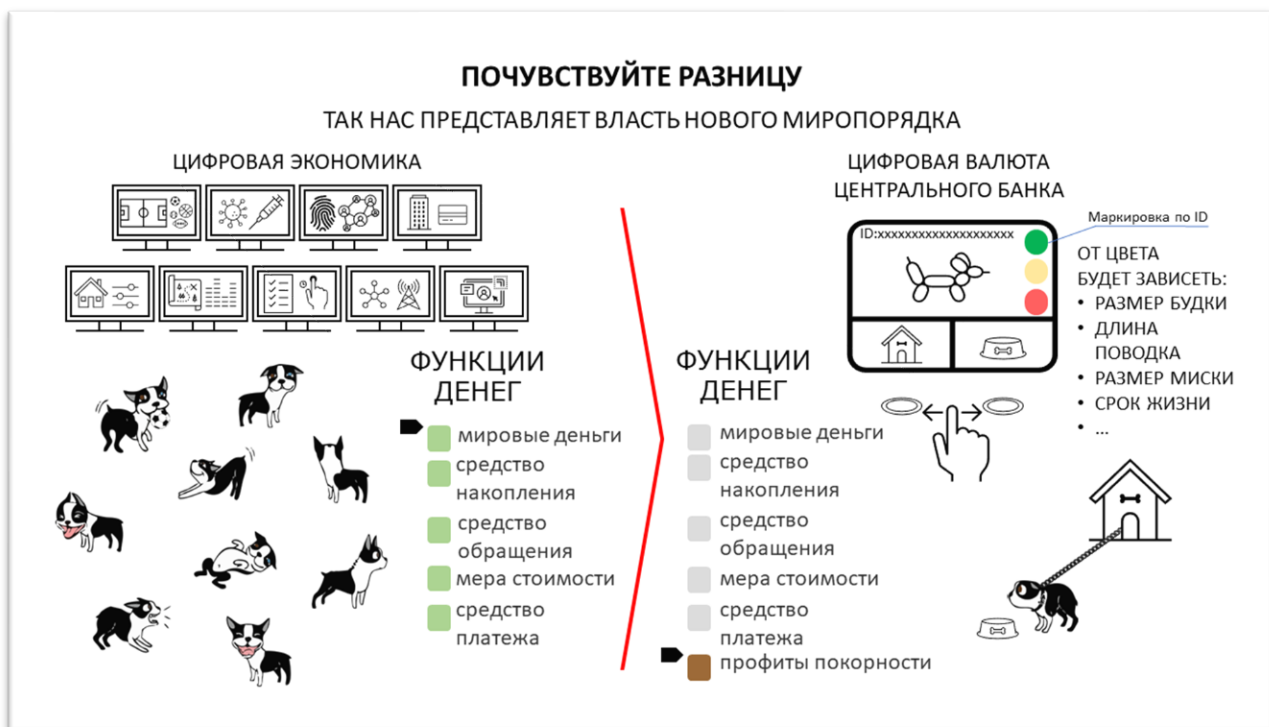 ПОЧУВСТВУЙТЕ РАЗНИЦУ
ТАК НАС ПРЕДСТАВЛЯЕТ ВЛАСТЬ НОВОГО МИРОПОРЯДКА
ЦИФРОВАЯ ЭКОНОМИКА
ФУНКЦИИ
ДЕНЕГ
мировые деньги
средство
накопления
средство
обращения
мера стоимости
средство
платежа
ЦИФРОВАЯ ВАЛЮТА
ЦЕНТРАЛЬНОГО БАНКА
ID:xxxxxxxxxxxxxxxxxxxx
Маркировка по ID
ОТ ЦВЕТА
БУДЕТ ЗАВИСЕТЬ:
• РАЗМЕР БУДКИ
• ДЛИНА
ПОВОДКА
• РАЗМЕР МИСКИ
• СРОК ЖИЗНИ
• ...
ФУНКЦИИ
ДЕНЕГ
мировые деньги
средство
накопления
средство
обращения
мера стоимости
средство
платежа
профиты покорности